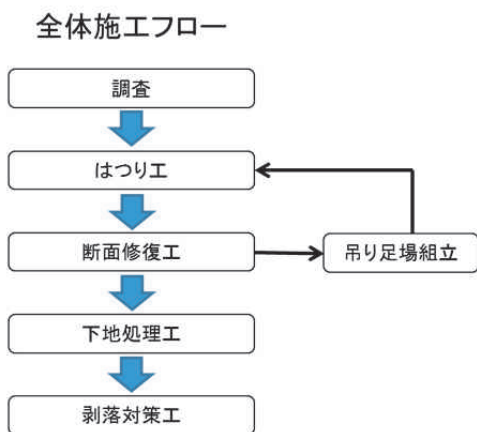 全体施工フロー
調査
はつり工
断面修復工
吊り足場組立
下地処理工
剥落対策工